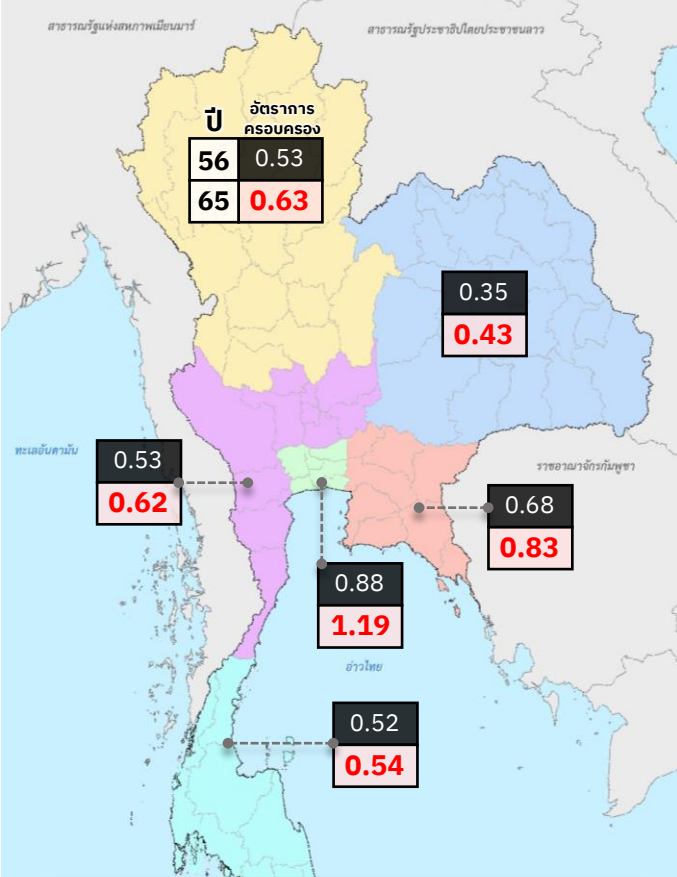 สาธารณรัฐแห่งสหภาพเมียนมาร์
สาธารณรัฐประชาธิปไตยประชาชนลาว
ปี อัตราการครอบครอง
56 0.53
65 0.63
0.35
0.43
ทะเลอันดามัน
ราชอาณาจักรกัมพูชา
0.53
0.62
0.68
0.83
0.88
1.19
อ่าวไทย
0.52
0.54